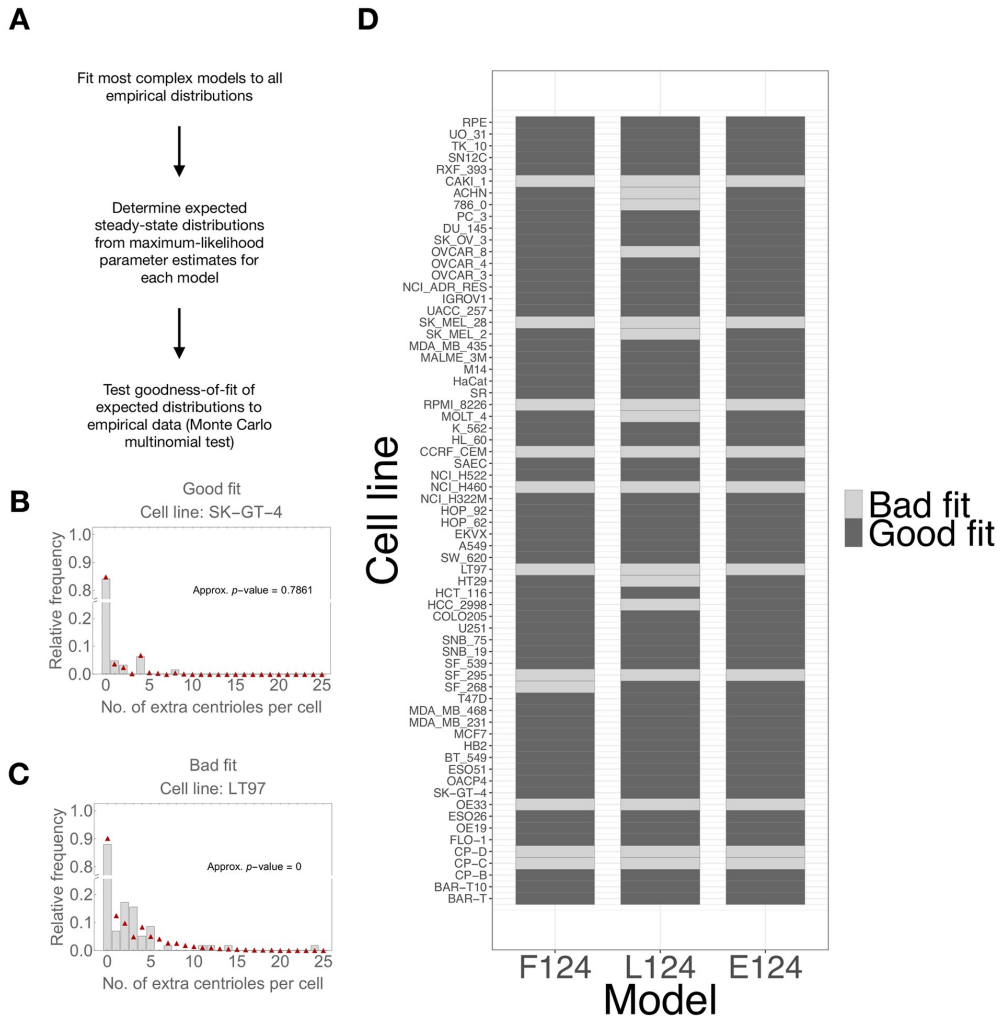 A
Fit most complex models to all
empirical distributions
Determine expected
steady-state distributions
from maximum-likelihood
parameter estimates for
each model
Test goodness-of-fit of
expected distributions to
empirical data (Monte Carlo
multinomial test)
B
Good fit
Cell line: SK–GT–4
Relative frequency
1.0
0.9
0.8
0.2
0.1
0.0
Approx. p-value = 0.7861
0 5 10 15 20 25
No. of extra centrioles per cell
C
Bad fit
Cell line: LT97
Relative frequency
1.0
0.9
0.8
0.2
0.1
0.0
Approx. p-value = 0
0 5 10 15 20 25
No. of extra centrioles per cell
D
Cell line
RPE
UO_31
TK_10
SN12C
RXF_393
CAKI_1
ACHN
786_0
PC_3
DU_145
SK_OV_3
OVCAR_8
OVCAR_4
OVCAR_3
NCI_ADR_RES
IGROV1
UACC_257
SK_MEL_28
SK_MEL_2
MDA_MB_435
MALME_3M
M14
HaCat
SR
RPMI_8226
MOLT_4
K_562
HL_60
CCRF_CEM
SAEC
NCI_H522
NCI_H460
NCI_H322M
HOP_92
HOP_62
EKVX
A549
SW_620
LT97
HT29
HCT_116
HCC_2998
COLO205
U251
SNB_75
SNB_19
SF_539
SF_295
SF_268
T47D
MDA_MB_468
MDA_MB_231
MCF7
HB2
BT_549
ESO51
OACP4
SK-GT-4
OE33
ESO26
OE19
FLO-1
CP-D
CP-C
CP-B
BAR-T10
BAR-T
F124 L124 E124
Model
Bad fit
Good fit